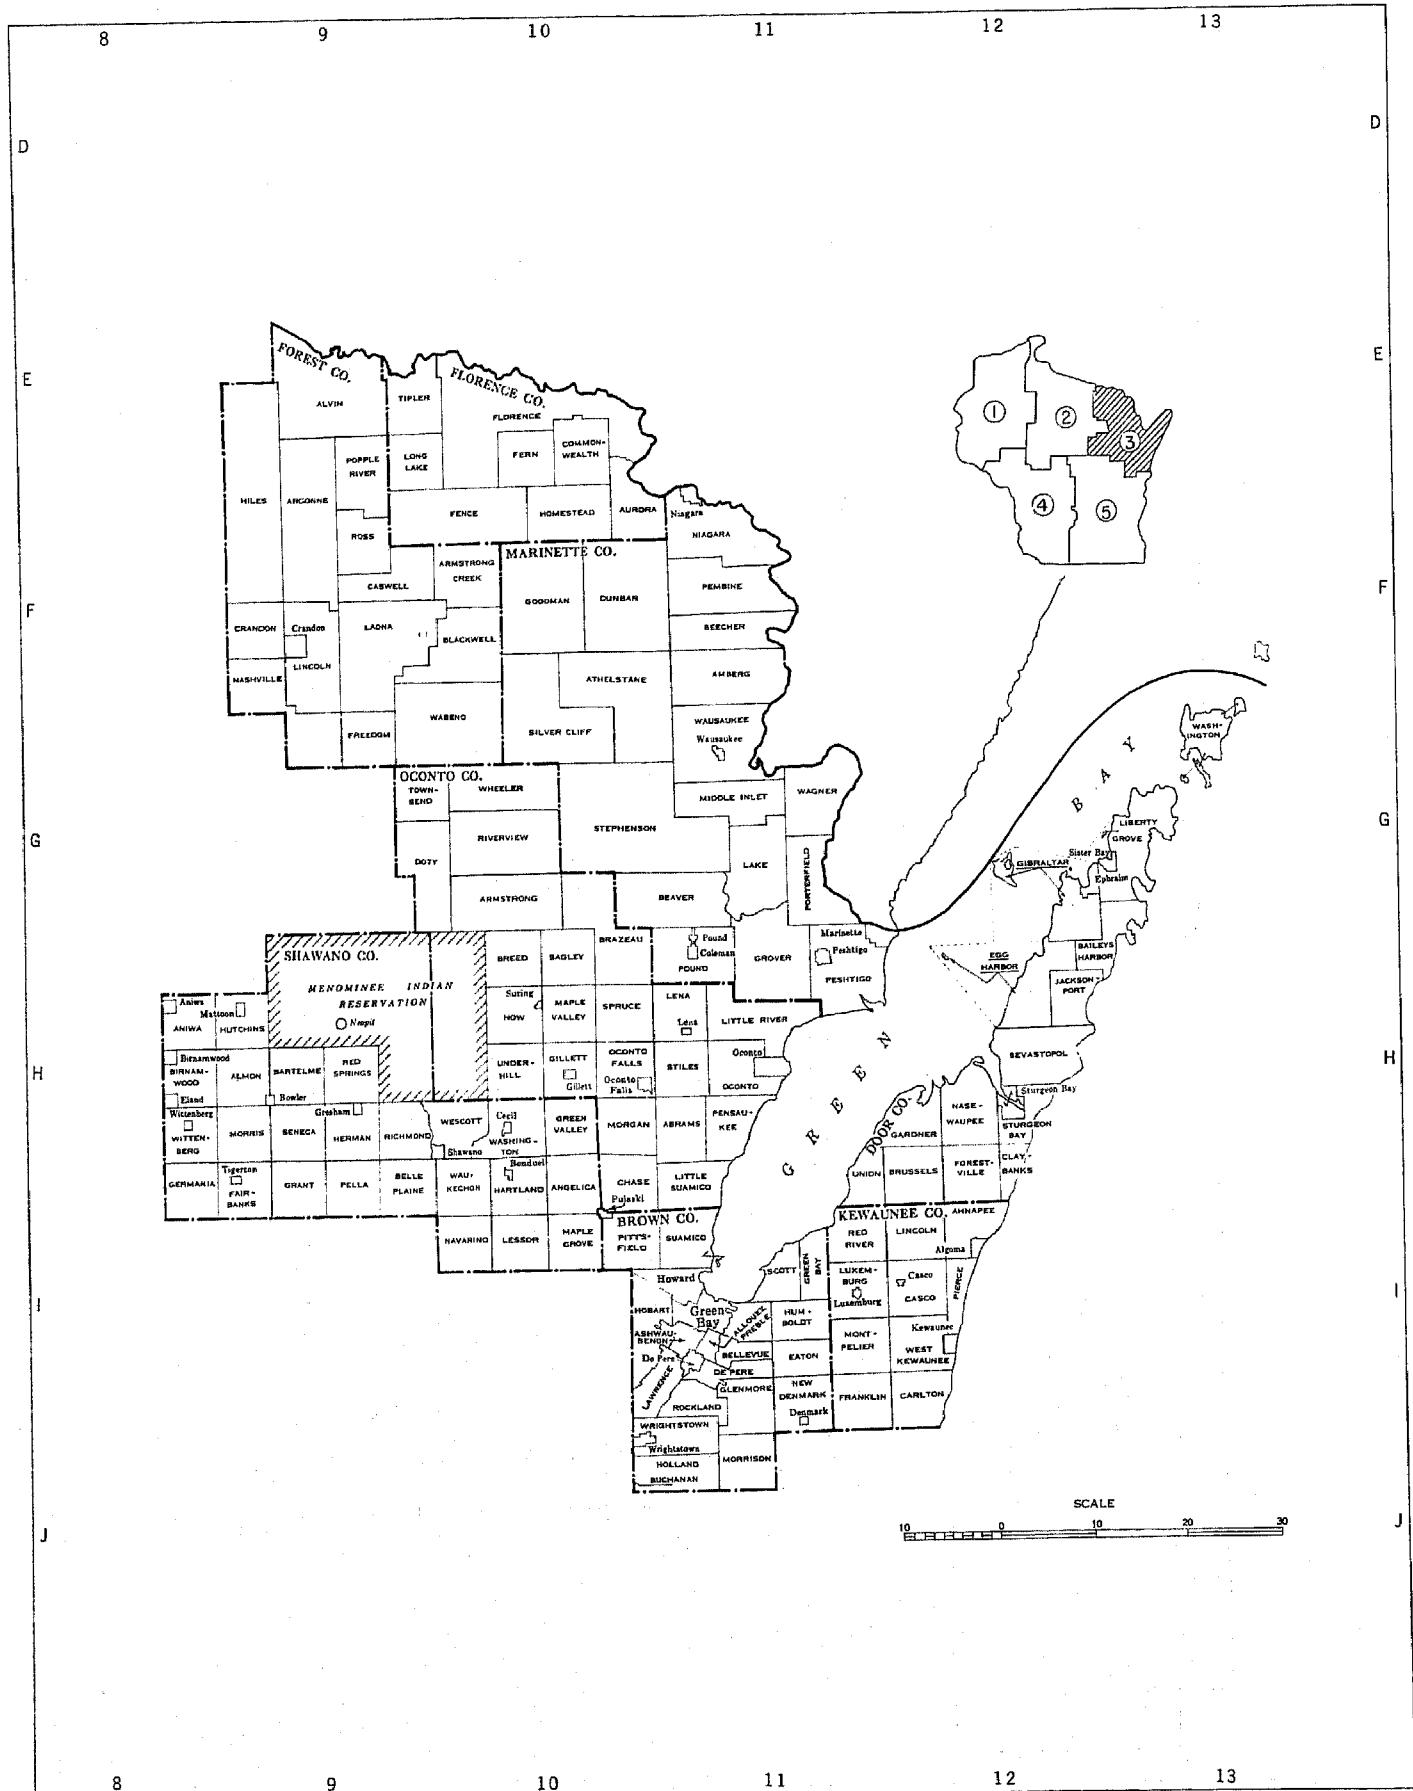 8 9 10 11 12 13
D D
E E
FOREST CO.
FLORENCE CO.
ALVIN
TIPLER
FLORENCE
POPPLE
RIVER
LONG
LAKE
FERN
COMMON-
WEALTH
HILES
ARGONNE
FENCE
HOMESTEAD
AURORA
Niagara
NIAGARA
ROSS
MARINETTE CO.
ARMSTRONG
CREEK
CASWELL
GOODMAN
DUNBAR
PEMBINE
BEECHER
F F
CRANDON
Crandon
LAONA
BLACKWELL
LINCOLN
NASHVILLE
ATHELSTANE
AMBERG
WABENO
FREEDOM
SILVER CLIFF
WAUSAUKEE
Wausaukee
1
2
3
4
5
OCONTO CO.
TOWN-
SEND
WHEELER
MIDDLE INLET
WAGNER
RIVERVIEW
STEPHENSON
G G
DOTY
LAKE
PORTERFIELD
ARMSTRONG
BEAVER
WASH-
INGTON
LIBERTY
GROVE
Sister Bay
GIBRALTAR
Ephraim
BAILEYS
HARBOR
EGG
HARBOR
JACKSON-
PORT
SHAWANO CO.
MENOMINEE INDIAN
RESERVATION
Neopit
BREED
BAGLEY
BRAZEAU
Pound
Coleman
POUND
GROVER
Marinette
Peshtigo
PESHTIGO
Aniwa
Mattoon
ANIWA
HUTCHINS
Suring
HOW
MAPLE
VALLEY
SPRUCE
LENA
Lena
LITTLE RIVER
GREEN BAY
SEVASTOPOL
H H
Birnamwood
BIRNAM-
WOOD
ALMON
BARTELME
RED
SPRINGS
UNDER-
HILL
GILLETT
Gillett
OCONTO
FALLS
Oconto
Falls
STILES
Oconto
OCONTO
Eland
Bowler
Wittenberg
WITTEN-
BERG
MORRIS
SENECA
Gresham
HERMAN
RICHMOND
WESCOTT
Shawano
Cecil
WASHING-
TON
GREEN
VALLEY
MORGAN
ABRAMS
PENSAU-
KEE
DOOR CO.
GARDNER
NASE-
WAUPEE
Sturgeon Bay
STURGEON
BAY
GERMANIA
Tigerton
FAIR-
BANKS
GRANT
PELLA
BELLE
PLAINE
WAU-
KECHON
Bonduel
HARTLAND
ANGELICA
CHASE
LITTLE
SUAMICO
UNION
BRUSSELS
FOREST-
VILLE
CLAY
BANKS
Pulaski
BROWN CO.
KEWAUNEE CO.
AHNAPEE
NAVARINO
LESSOR
MAPLE
GROVE
PITTS-
FIELD
SUAMICO
RED
RIVER
LINCOLN
Algoma
Howard
SCOTT
GREEN
BAY
LUXEM-
BURG
Luxemburg
Casco
CASCO
PIERCE
I I
HOBART
Green
Bay
ALLOUEZ
PREBLE
HUM-
BOLDT
ASHWAU-
BENON
De Pere
BELLEVUE
EATON
MONT-
PELIER
Kewaunee
WEST
KEWAUNEE
LAWRENCE
DE PERE
GLENMORE
NEW
DENMARK
Denmark
FRANKLIN
CARLTON
ROCKLAND
WRIGHTSTOWN
Wrightstown
HOLLAND
MORRISON
BUCHANAN
SCALE
10 0 10 20 30
J J
8 9 10 11 12 13